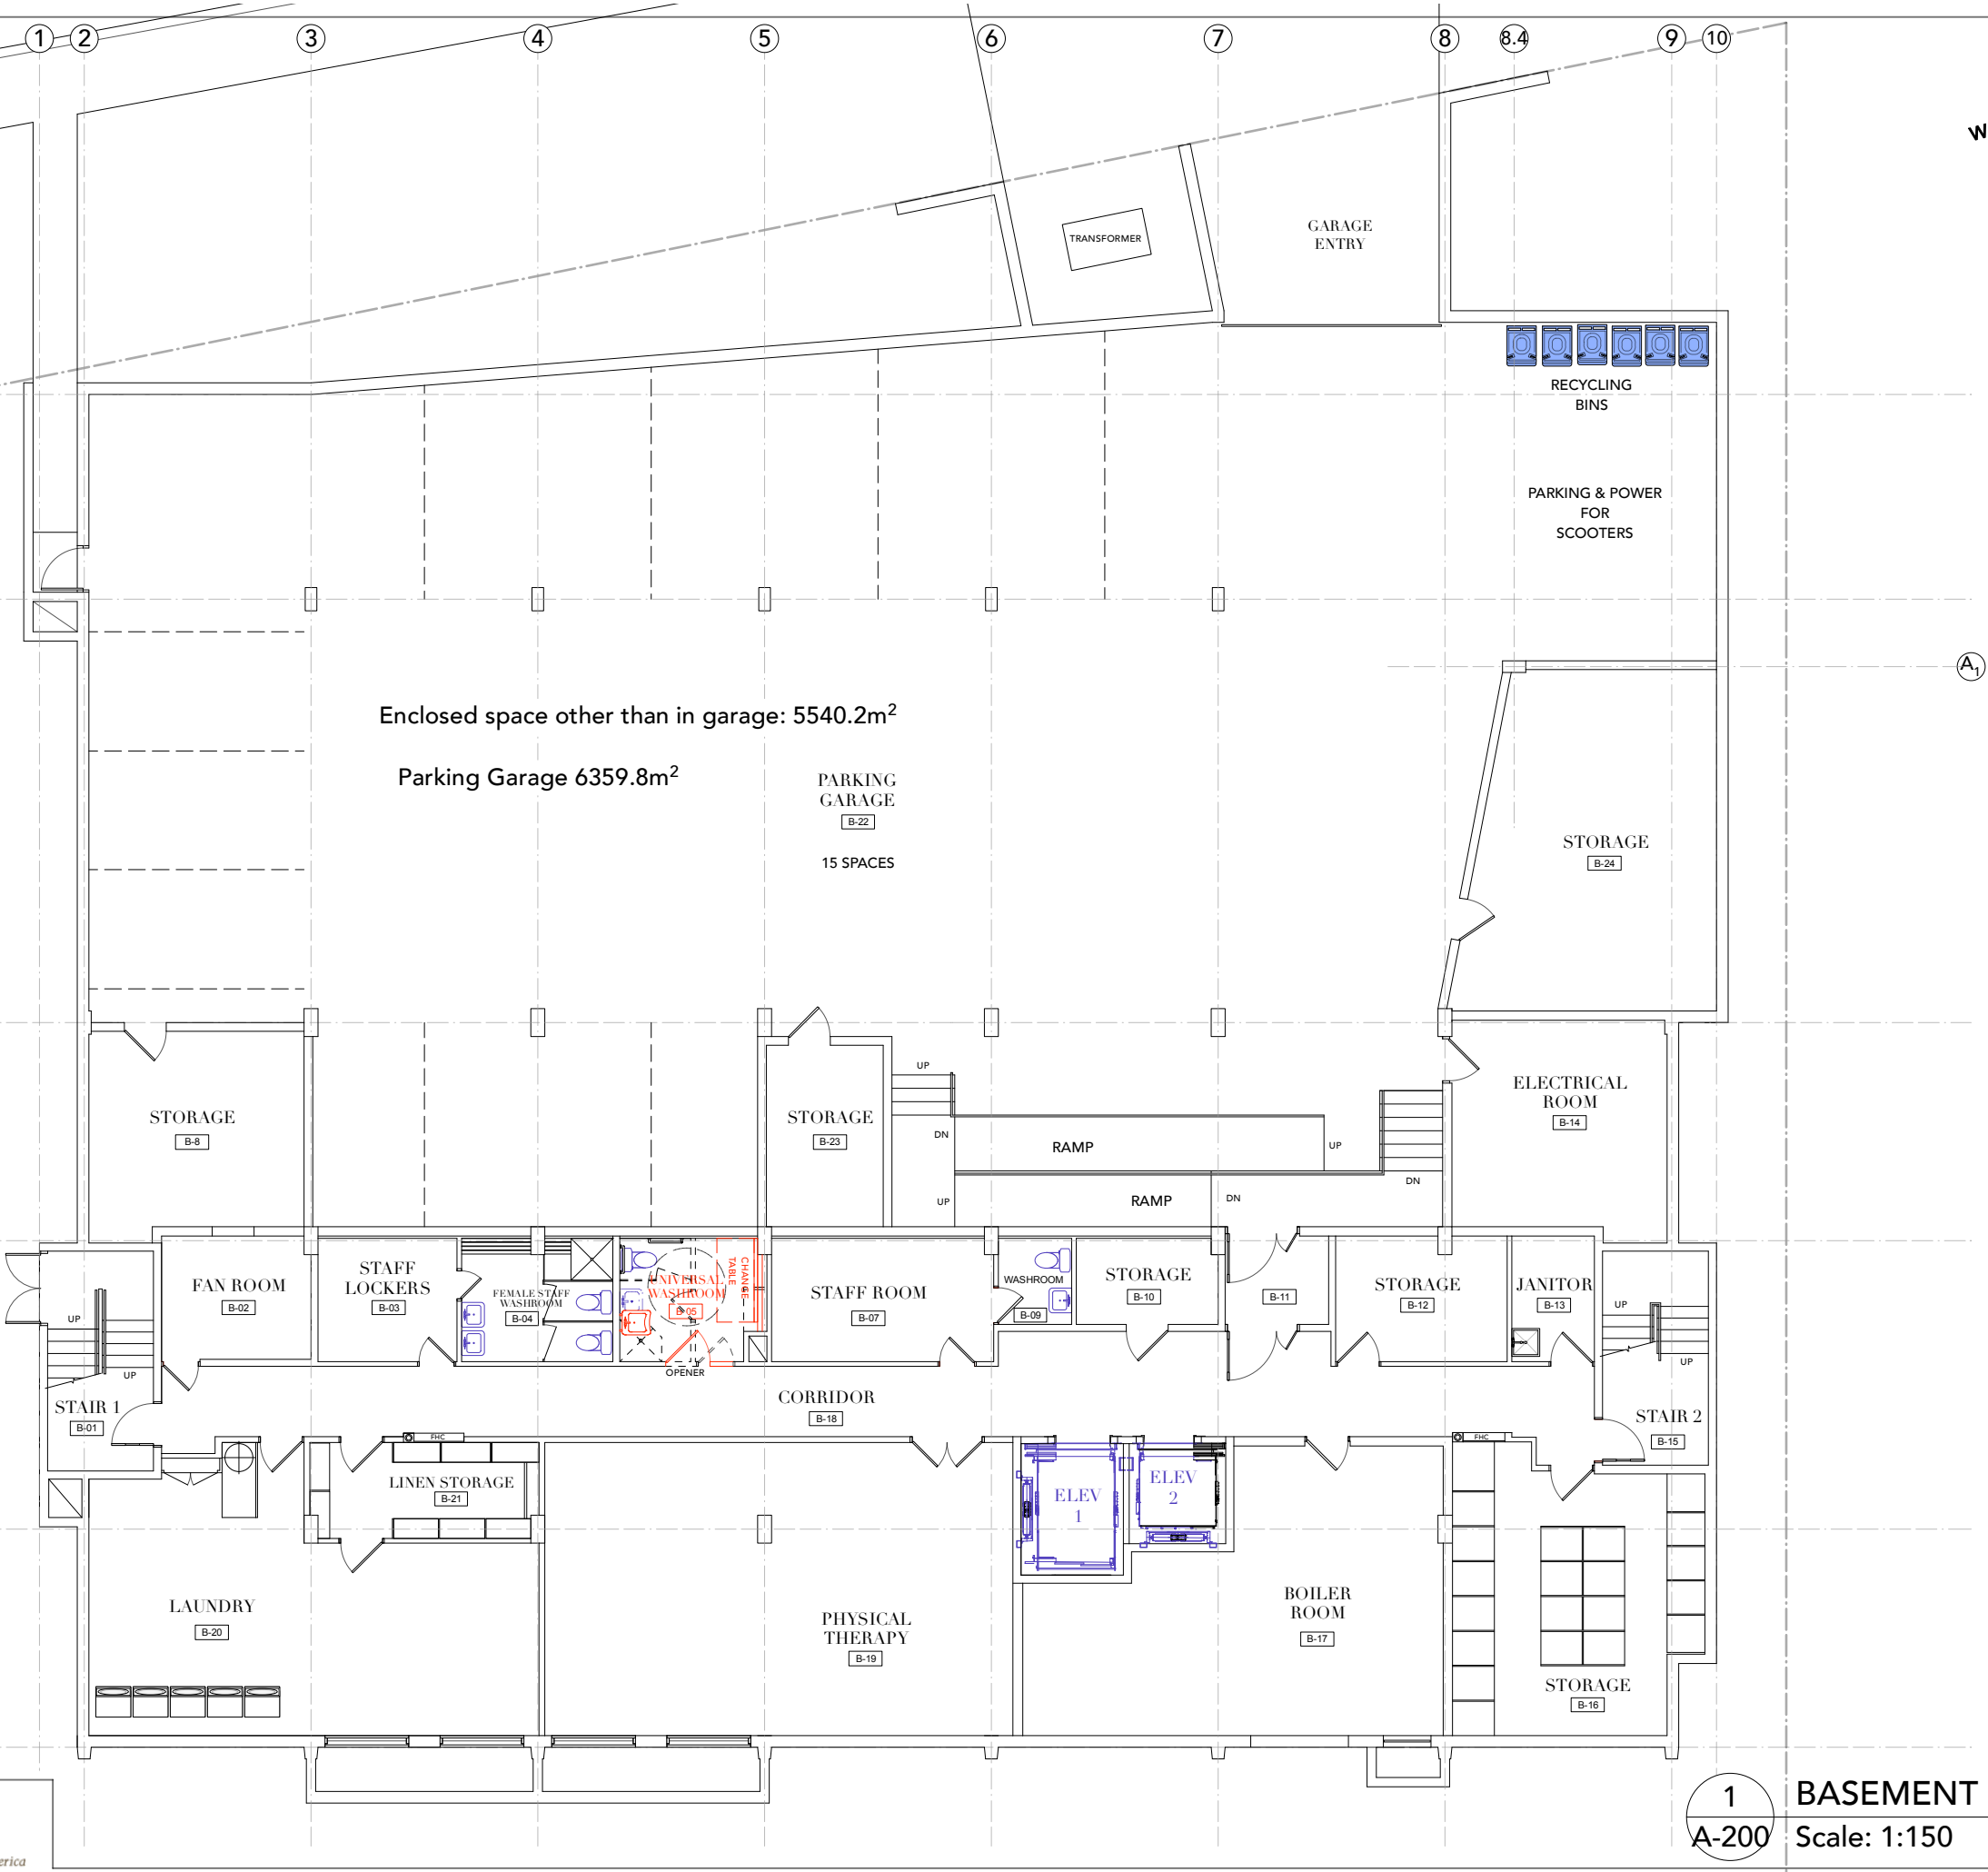 1 2 3 4 5 6 7 8 8.4 9 10
W
TRANSFORMER
GARAGE
ENTRY
RECYCLING
BINS
PARKING & POWER
FOR
SCOOTERS
A1
Enclosed space other than in garage: 5540.2m²
Parking Garage 6359.8m²
PARKING
GARAGE
B-22
15 SPACES
STORAGE
B-24
STORAGE
B-8
STORAGE
B-23
UP
DN
UP
RAMP
UP
RAMP
DN
DN
ELECTRICAL
ROOM
B-14
UP
UP
STAIR 1
B-01
FAN ROOM
B-02
STAFF
LOCKERS
B-03
FEMALE STAFF
WASHROOM
B-04
UNIVERSAL
WASHROOM
B-05
CHANGE
TABLE
OPENER
STAFF ROOM
B-07
WASHROOM
B-09
STORAGE
B-10
B-11
STORAGE
B-12
JANITOR
B-13
UP
UP
STAIR 2
B-15
CORRIDOR
B-18
FHC
FHC
LINEN STORAGE
B-21
ELEV
1
ELEV
2
LAUNDRY
B-20
PHYSICAL
THERAPY
B-19
BOILER
ROOM
B-17
STORAGE
B-16
1
A-200
BASEMENT
Scale: 1:150
erica